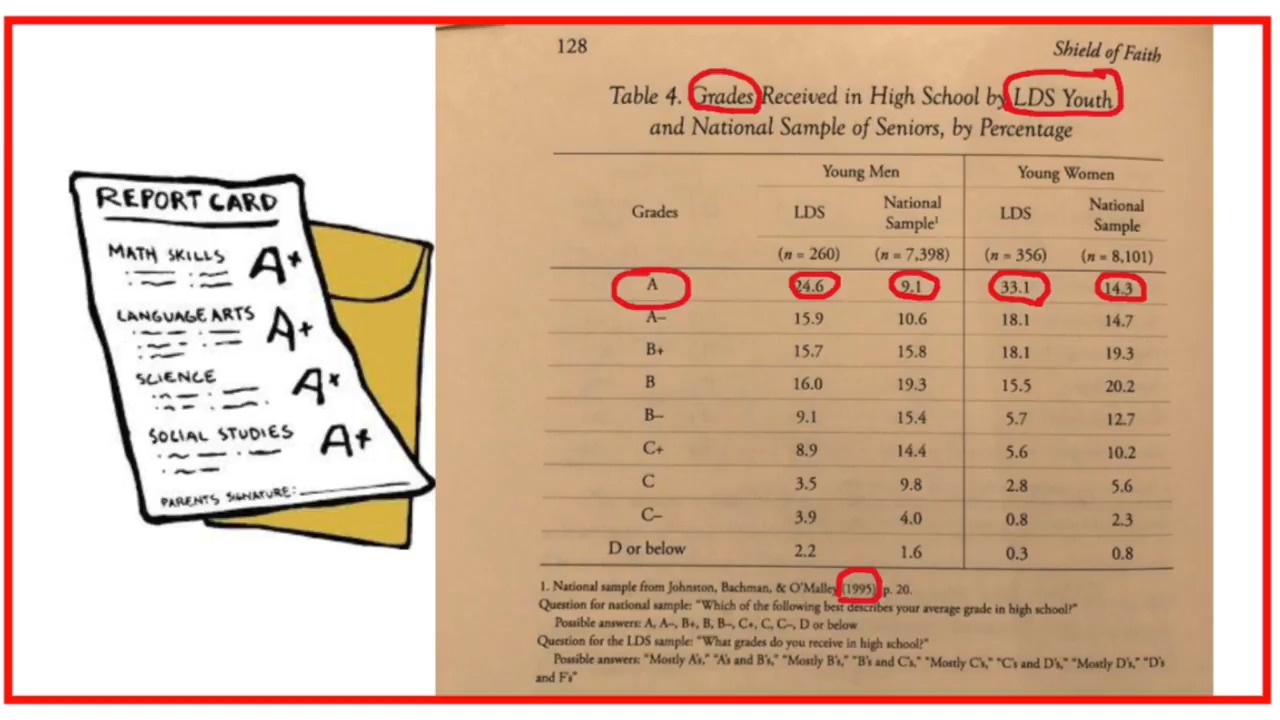 REPORT CARD
MATH SKILLS A+
LANGUAGE ARTS A+
SCIENCE A+
SOCIAL STUDIES A+
PARENTS SIGNATURE:
128 Shield of Faith
Table 4. Grades Received in High School by LDS Youth
and National Sample of Seniors, by Percentage
Young Men Young Women
Grades LDS National Sample¹ LDS National Sample
(n = 260) (n = 7,398) (n = 356) (n = 8,101)
A 24.6 9.1 33.1 14.3
A– 15.9 10.6 18.1 14.7
B+ 15.7 15.8 18.1 19.3
B 16.0 19.3 15.5 20.2
B– 9.1 15.4 5.7 12.7
C+ 8.9 14.4 5.6 10.2
C 3.5 9.8 2.8 5.6
C– 3.9 4.0 0.8 2.3
D or below 2.2 1.6 0.3 0.8
1. National sample from Johnston, Bachman, & O'Malley (1995) p. 20.
Question for national sample: "Which of the following best describes your average grade in high school?"
Possible answers: A, A–, B+, B, B–, C+, C, C–, D or below
Question for the LDS sample: "What grades do you receive in high school?"
Possible answers: "Mostly A's," "A's and B's," "Mostly B's," "B's and C's," "Mostly C's," "C's and D's," "Mostly D's," "D's
and F's"